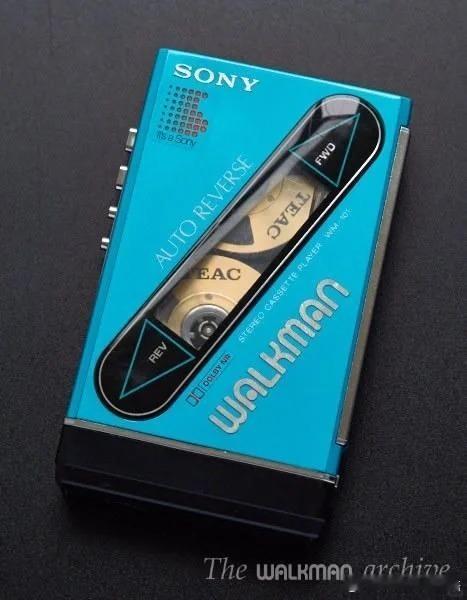 SONY
It's a Sony
AUTO REVERSE
FWD
TEAC
TEAC
STEREO CASSETTE PLAYER WM-101
WALKMAN
REV
DOLBY NR
The WALKMAN archive